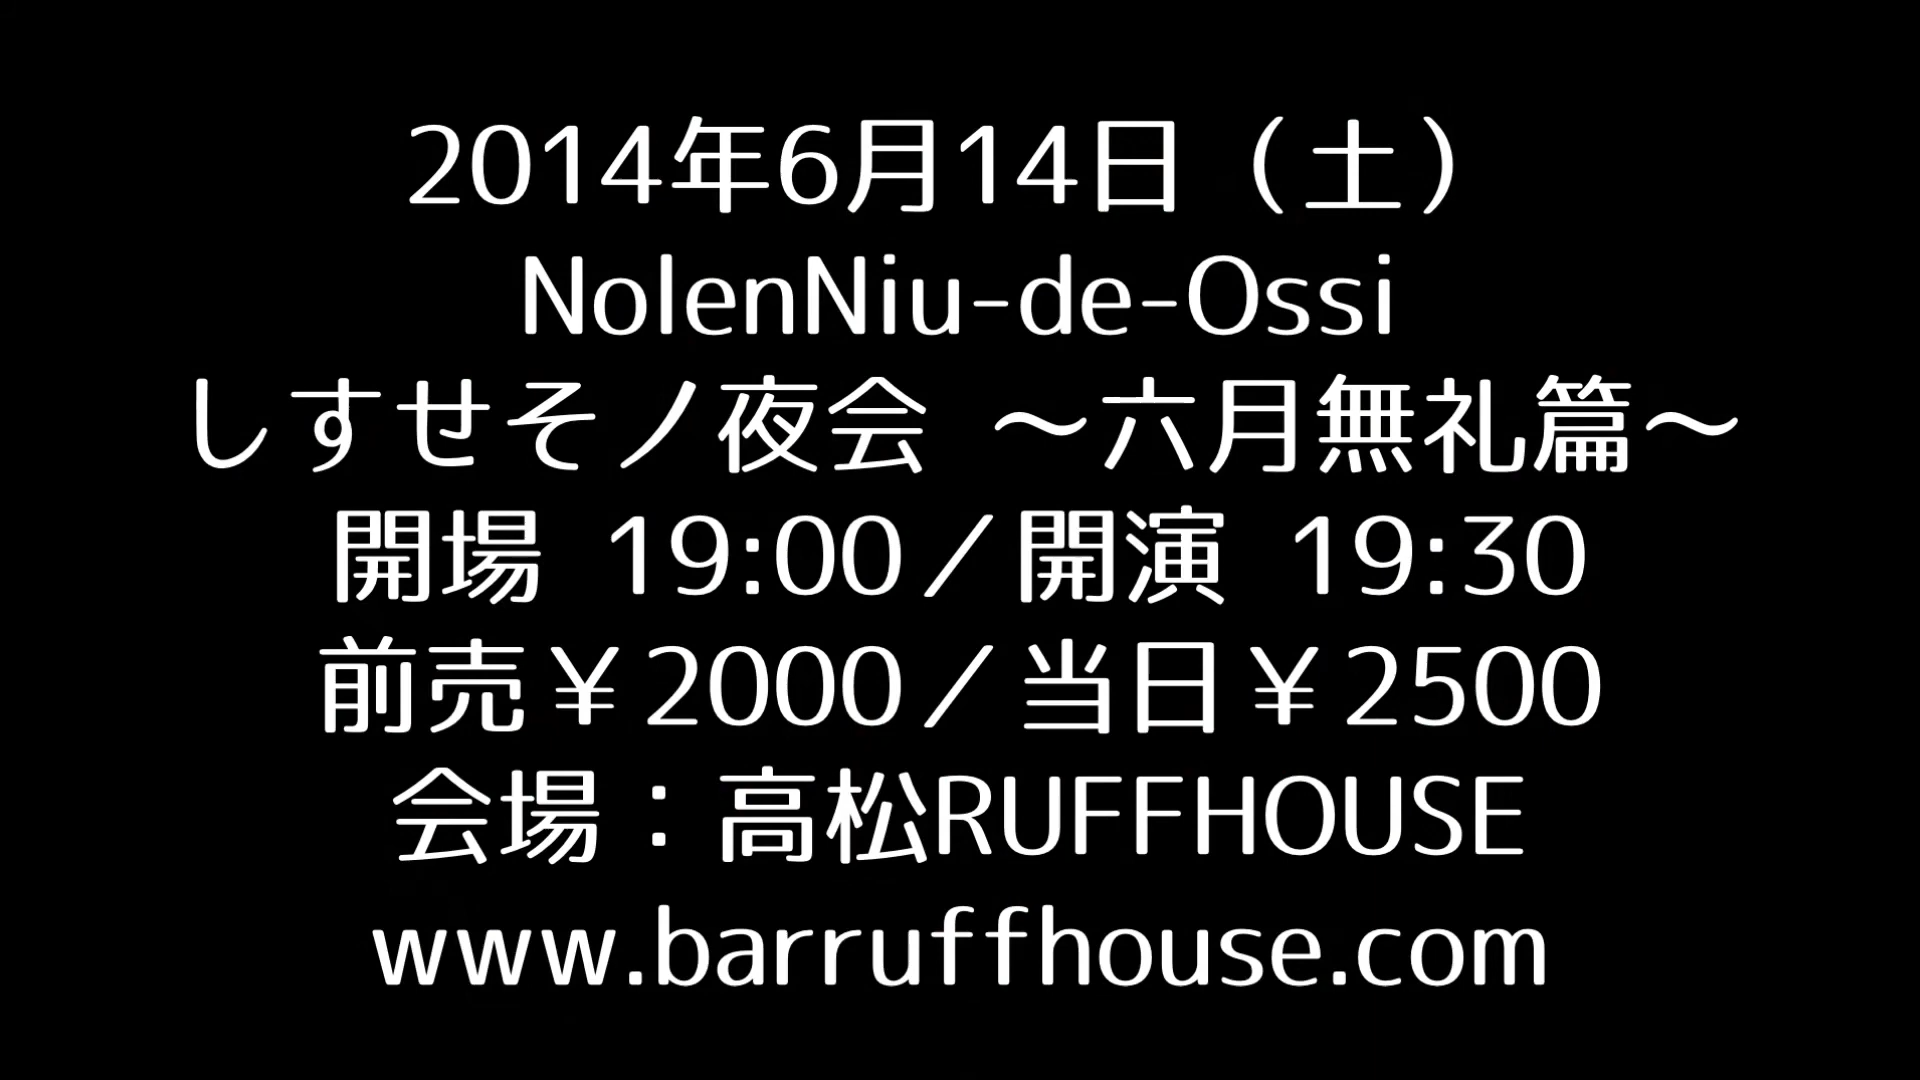 2014年6月14日（土）
NolenNiu-de-Ossi
しすせそノ夜会 ～六月無礼篇～
開場 19:00／開演 19:30
前売￥2000／当日￥2500
会場：高松RUFFHOUSE
www.barruffhouse.com